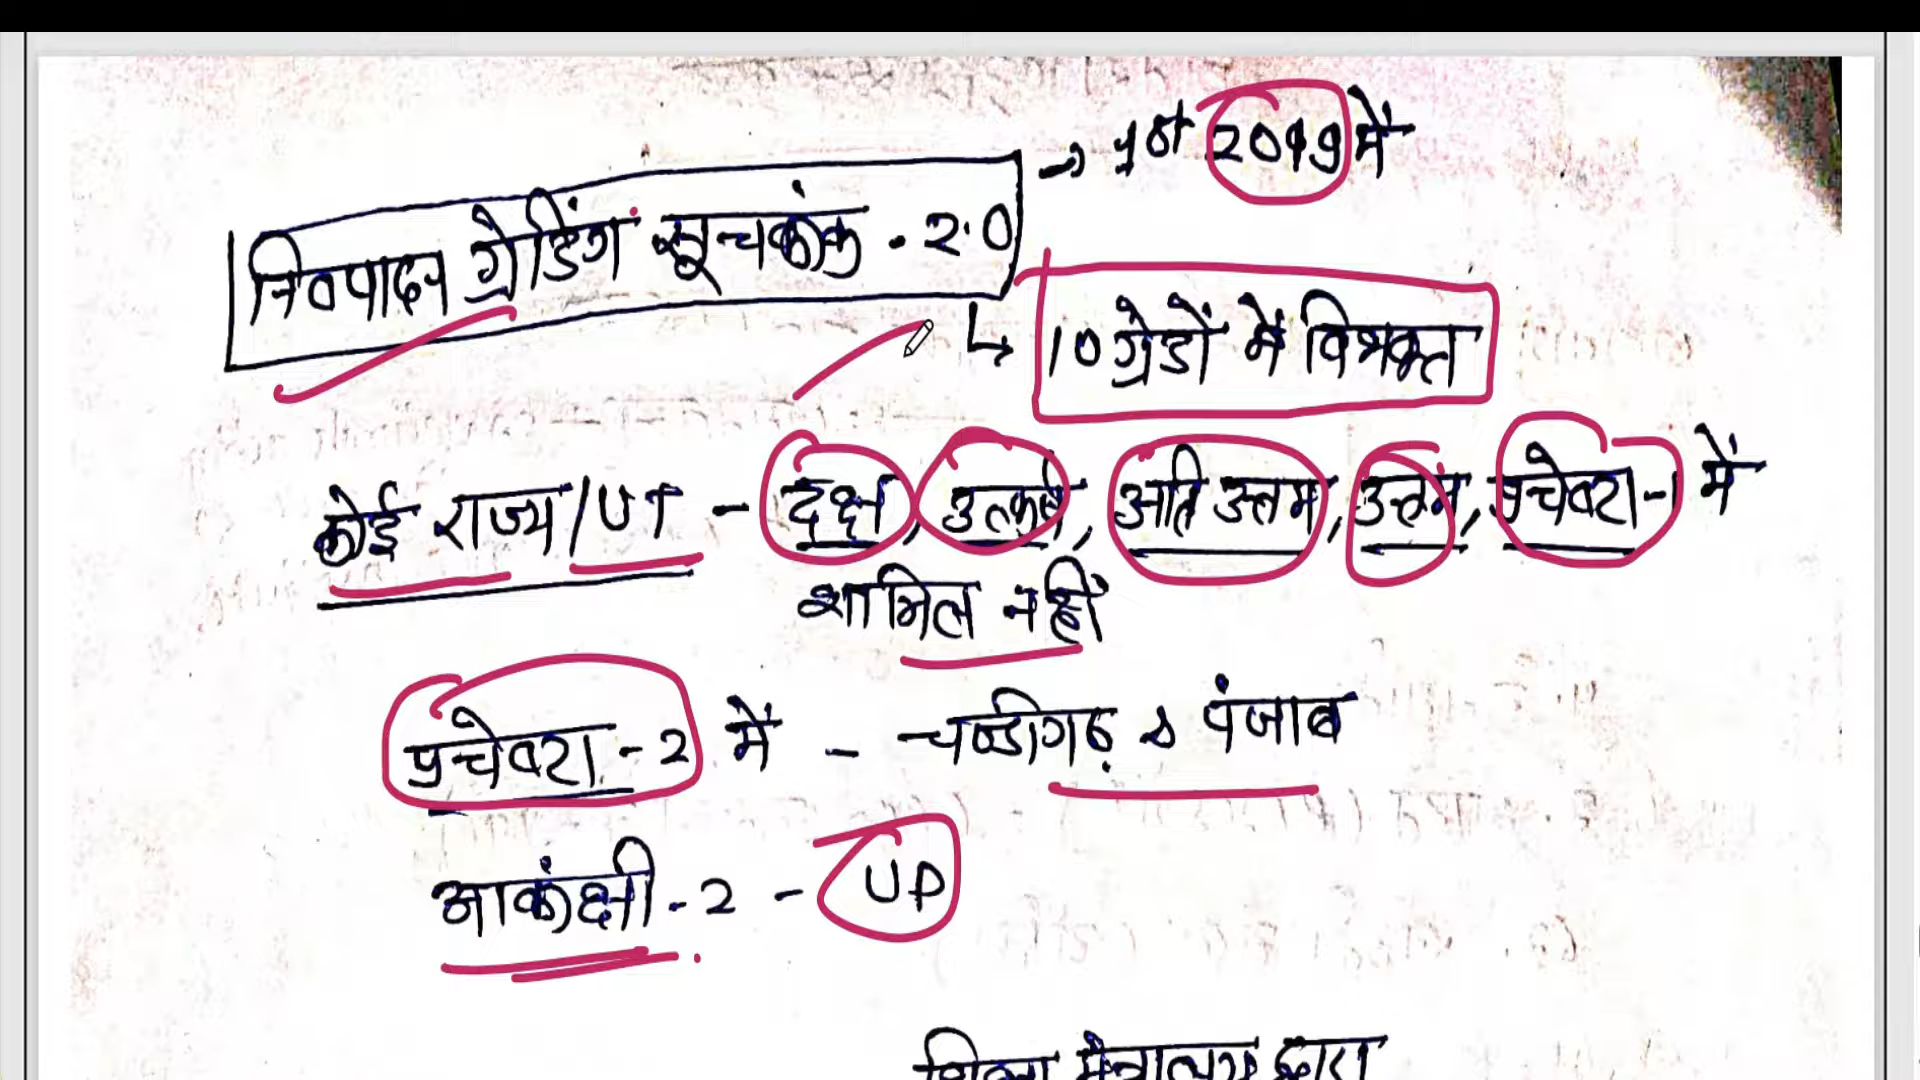 → 1st 2019 में
निष्पादन ग्रेडिंग सूचकांक - 2.0
↳ 10 ग्रेडों में विभक्त
कोई राज्य / UT - दक्ष, उत्कर्ष, अति उत्तम, उत्तम, प्रचेष्टा-1 में
शामिल नहीं
प्रचेष्टा - 2 में - चण्डीगढ़ & पंजाब
आकंक्षी - 2 - UP
शिक्षा मंत्रालय द्वारा